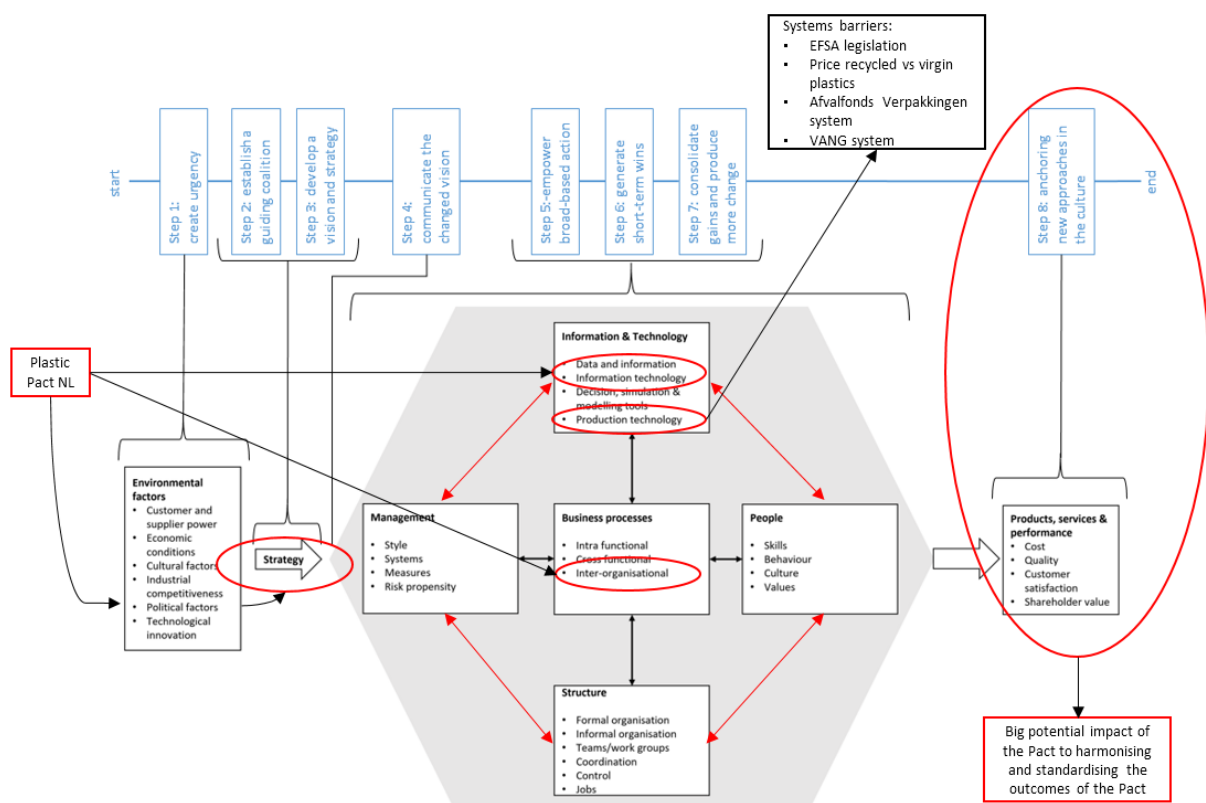 Systems barriers:
▪ EFSA legislation
▪ Price recycled vs virgin
plastics
▪ Afvalfonds Verpakkingen
system
▪ VANG system
start
Step 1:
create urgency
Step 2: establish a
guiding coalition
Step 3: develop a
vision and strategy
Step 4:
communicate the
changed vision
Step 5:-empower
broad-based action
Step 6: generate
short-term wins
Step 7: consolidate
gains and produce
more change
Step 8: anchoring
new approaches in
the culture
end
Plastic
Pact NL
Information & Technology
• Data and information
• Information technology
• Decision, simulation &
modelling tools
• Production technology
Environmental
factors
• Customer and
supplier power
• Economic
conditions
• Cultural factors
• Industrial
competitiveness
• Political factors
• Technological
innovation
Strategy
Management
• Style
• Systems
• Measures
• Risk propensity
Business processes
• Intra functional
• Cross functional
• Inter-organisational
People
• Skills
• Behaviour
• Culture
• Values
Products, services &
performance
• Cost
• Quality
• Customer
satisfaction
• Shareholder value
Structure
• Formal organisation
• Informal organisation
• Teams/work groups
• Coordination
• Control
• Jobs
Big potential impact of
the Pact to harmonising
and standardising the
outcomes of the Pact